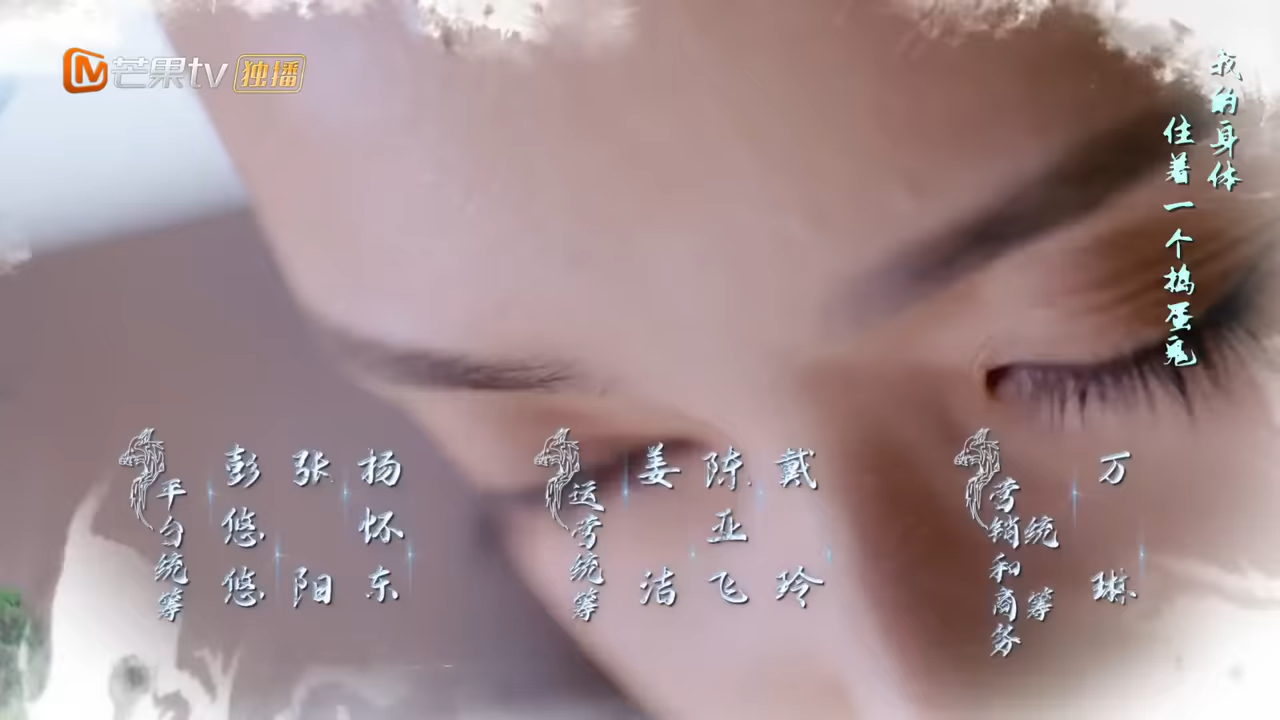 芒果tv 独播
我的身体
住着一个捣蛋鬼
平台统筹
彭悠悠
张阳
杨怀东
运营统筹
姜洁
陈亚飞
戴玲
营销和商务
统筹
万琳